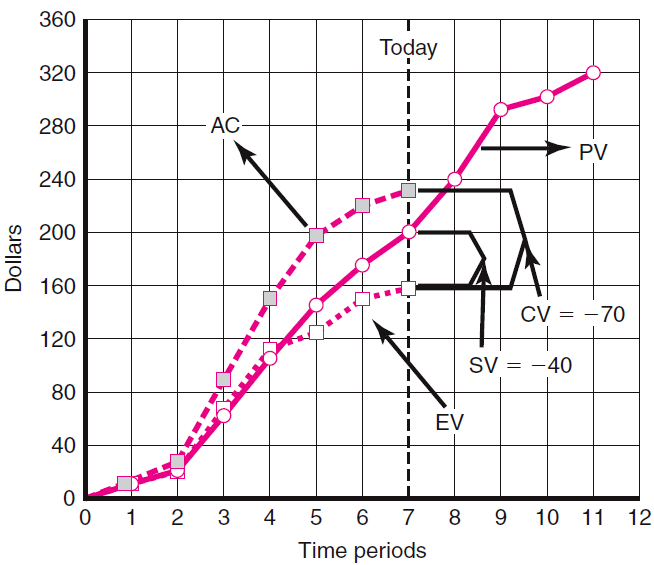 360
Today
320
280
AC
PV
240
Dollars
200
160
CV = −70
120
SV = −40
80
EV
40
0
0 1 2 3 4 5 6 7 8 9 10 11 12
Time periods